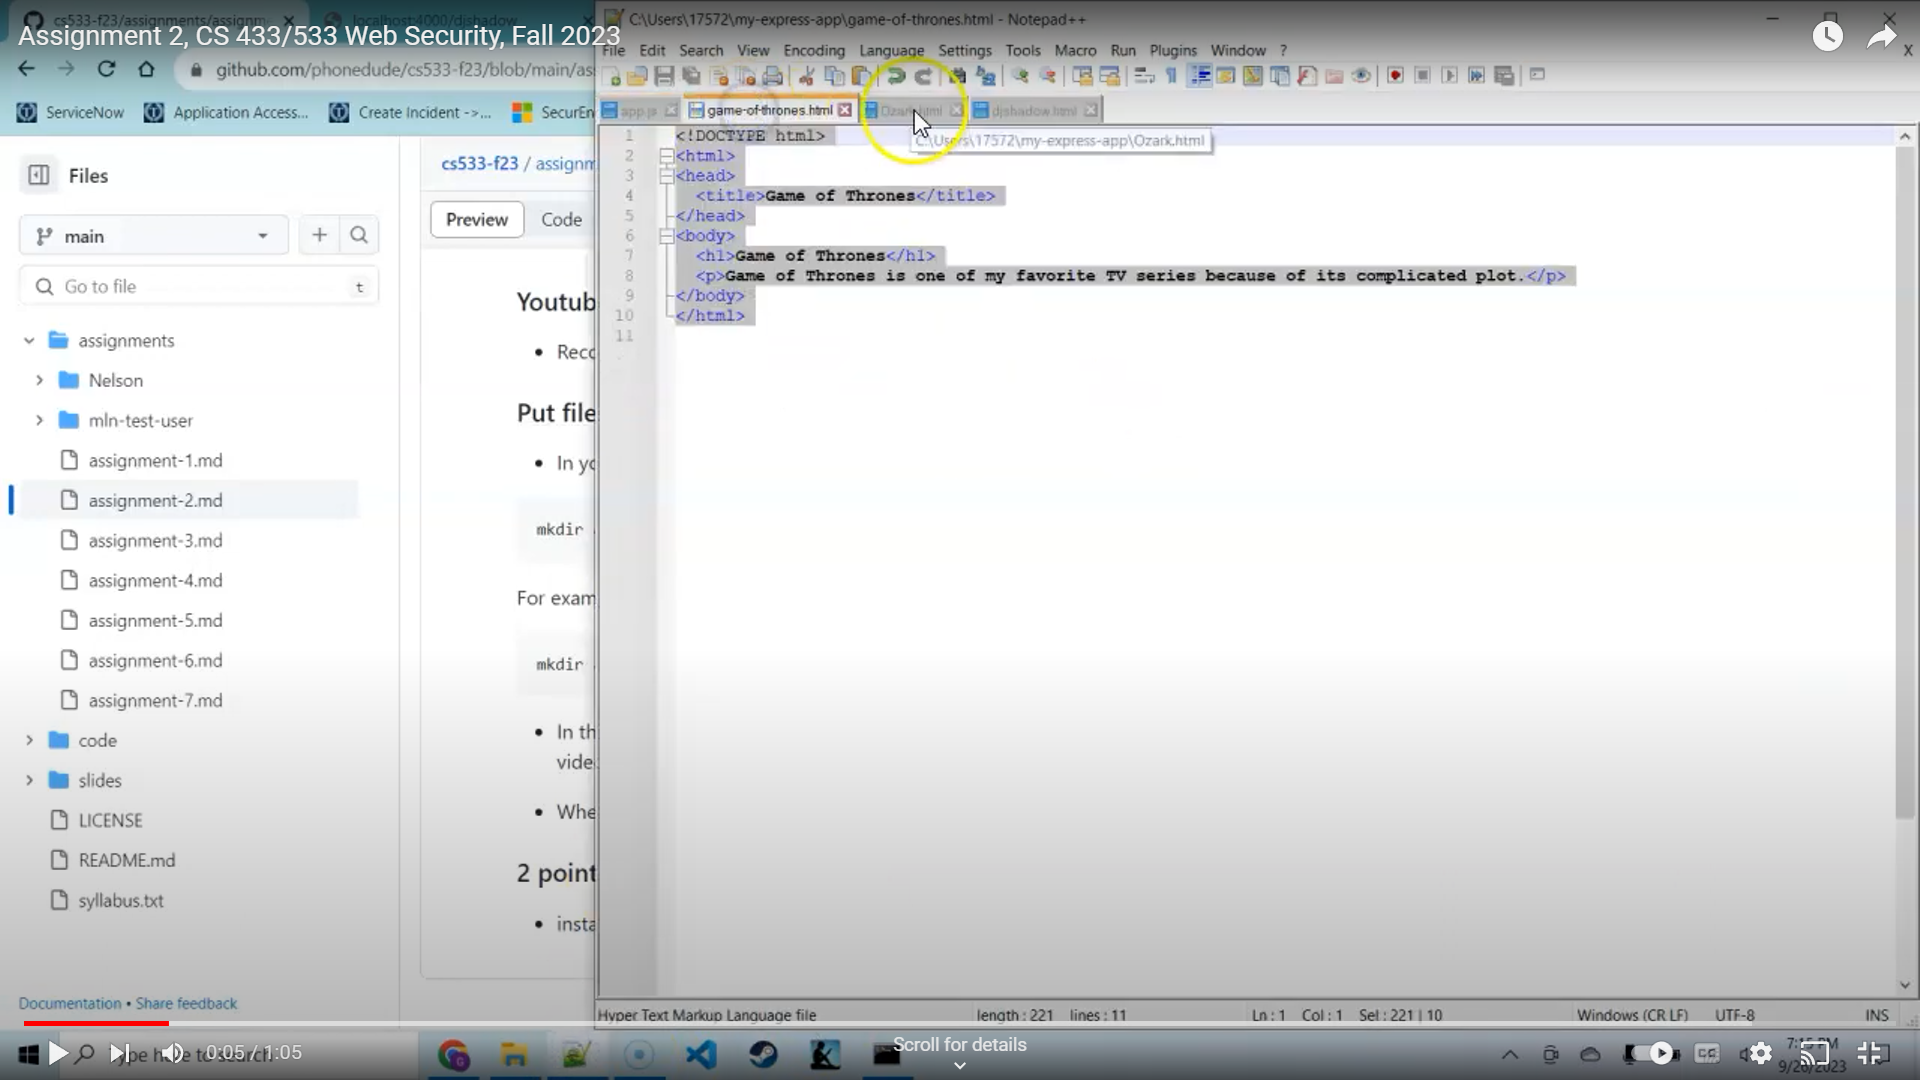 cs533-f23/assignments/assignm
localhost:4000/djshadow
Assignment 2, CS 433/533 Web Security, Fall 2023
github.com/phonedude/cs533-f23/blob/main/ass
ServiceNow
Application Access...
Create Incident ->...
SecurEn
Files
main
Go to file
t
assignments
Nelson
mln-test-user
assignment-1.md
assignment-2.md
assignment-3.md
assignment-4.md
assignment-5.md
assignment-6.md
assignment-7.md
code
slides
LICENSE
README.md
syllabus.txt
Documentation • Share feedback
cs533-f23 / assignm
Preview
Code
Youtub
• Reco
Put file
• In yo
mkdir
For exam
mkdir
• In th
vide
• Whe
2 point
• insta
C:\Users\17572\my-express-app\game-of-thrones.html - Notepad++
File Edit Search View Encoding Language Settings Tools Macro Run Plugins Window ?
X
app.js
game-of-thrones.html
Ozark.html
djshadow.html
C:\Users\17572\my-express-app\Ozark.html
1 <!DOCTYPE html>
2 <html>
3 <head>
4 <title>Game of Thrones</title>
5 </head>
6 <body>
7 <h1>Game of Thrones</h1>
8 <p>Game of Thrones is one of my favorite TV series because of its complicated plot.</p>
9 </body>
10 </html>
11
Hyper Text Markup Language file
length : 221 lines : 11
Ln : 1 Col : 1 Sel : 221 | 10
Windows (CR LF)
UTF-8
INS
Type here to search
0:05 / 1:05
Scroll for details
CC
7:15 PM
9/26/2023